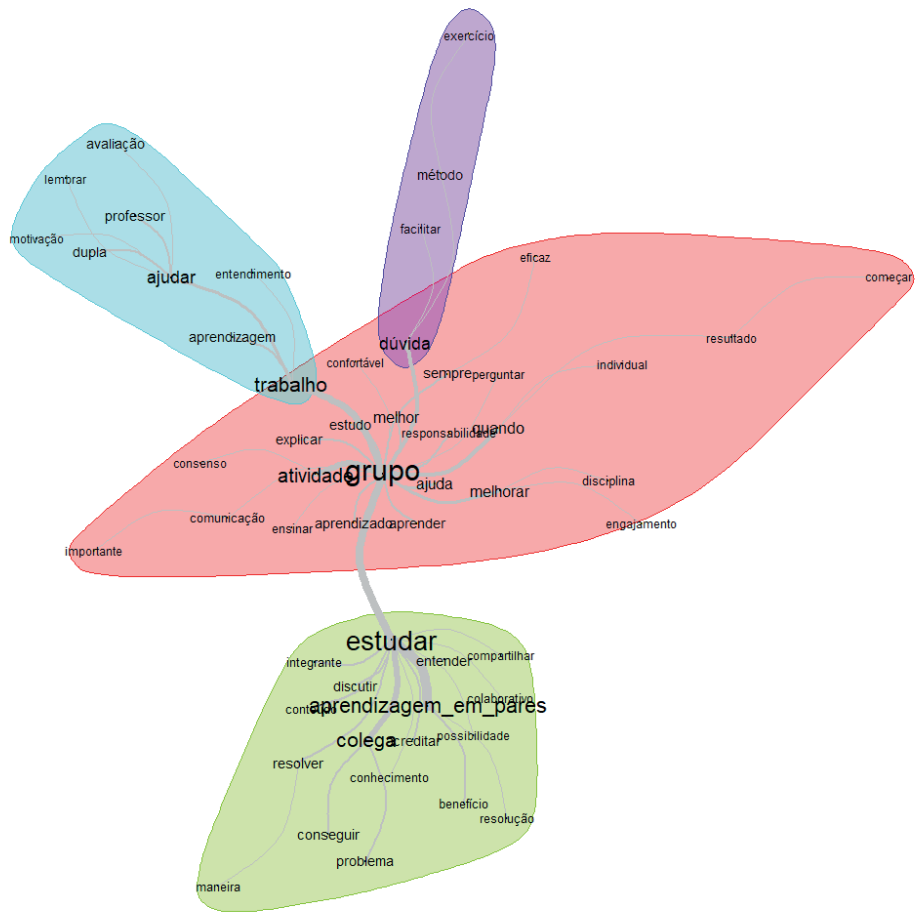 exercício
avaliação
lembrar
método
professor
facilitar
motivação
dupla
eficaz
ajudar
entendimento
começar
aprendizagem
resultado
dúvida
confortável
sempre
perguntar
individual
trabalho
melhor
estudo
responsabilidade
quando
explicar
consenso
atividade
grupo
ajuda
melhorar
disciplina
comunicação
ensinar
aprendizado
aprender
engajamento
importante
estudar
integrante
entender
compartilhar
discutir
colaborativo
conteúdo
aprendizagem_em_pares
colega
acreditar
possibilidade
resolver
conhecimento
benefício
resolução
conseguir
problema
maneira